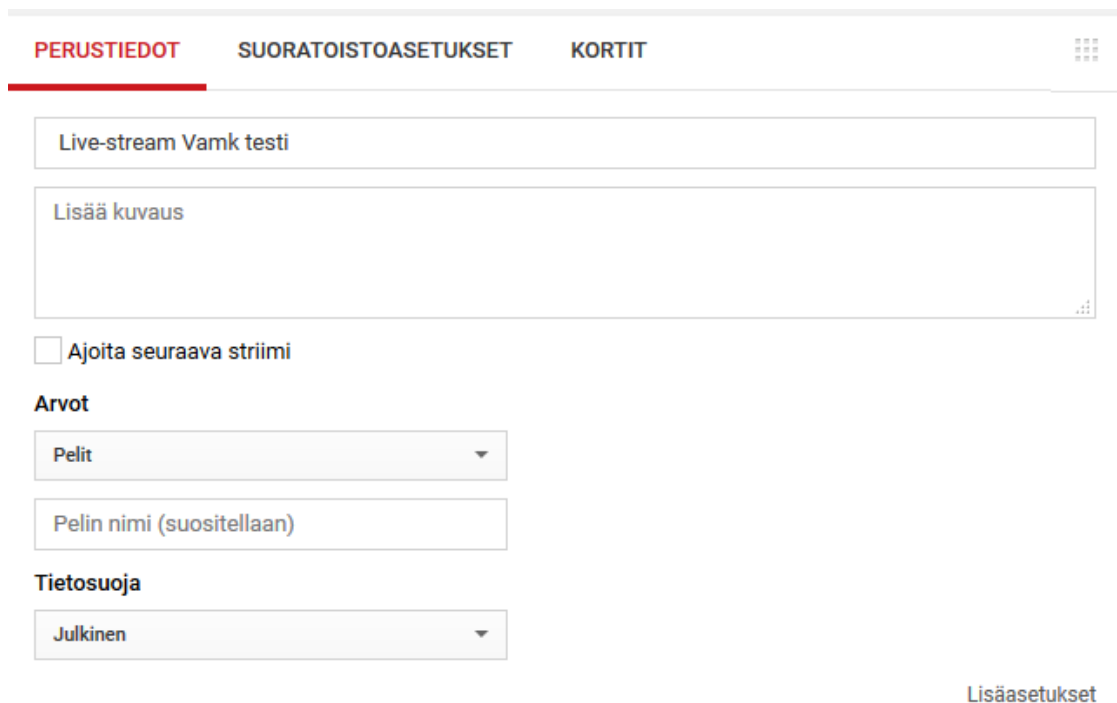 PERUSTIEDOT SUORATOISTOASETUKSET KORTIT
Live-stream Vamk testi
Lisää kuvaus
Ajoita seuraava striimi
Arvot
Pelit
Pelin nimi (suositellaan)
Tietosuoja
Julkinen
Lisäasetukset